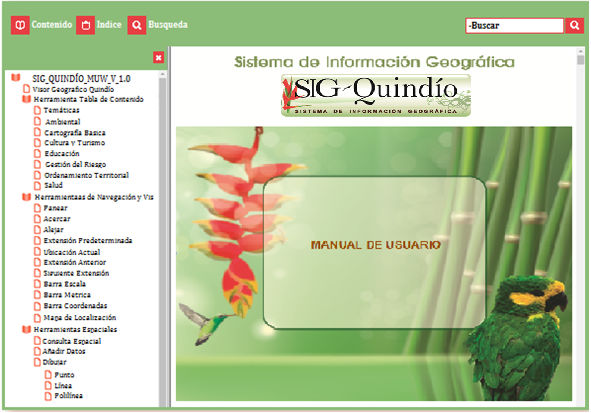 Contenido Indice Busqueda
-Buscar
SIG_QUINDÍO_MUW_V_1.0
Visor Geografico Quindío
Herramienta Tabla de Contenido
Temáticas
Ambiental
Cartografía Basica
Cultura y Turismo
Educación
Gestión del Riesgo
Ordenamiento Territorial
Salud
Herramientaas de Navegación y Vis
Panear
Acercar
Alejar
Extensión Predeterminada
Ubicación Actual
Extensión Anterior
Siguiente Extensión
Barra Escala
Barra Metrica
Barra Coordenadas
Mapa de Localización
Herramientas Espaciales
Consulta Espacial
Añadir Datos
Dibujar
Punto
Línea
Polilínea
Sistema de Información Geográfica
SIG-Quindío
SISTEMA DE INFORMACIÓN GEOGRÁFICA
MANUAL DE USUARIO